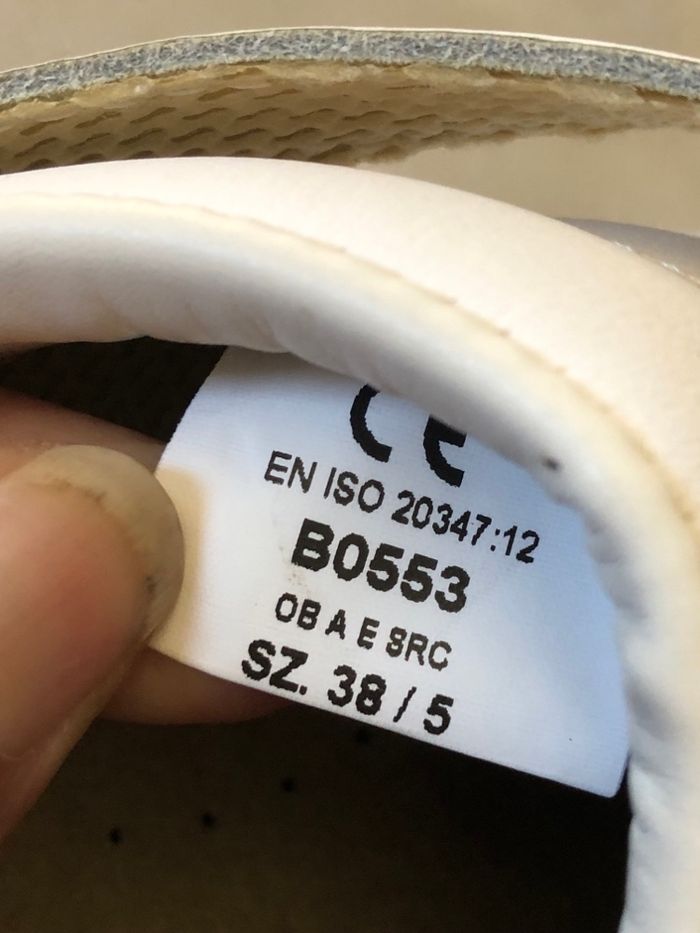 CE
EN ISO 20347:12
B0553
OB A E SRC
SZ. 38 / 5